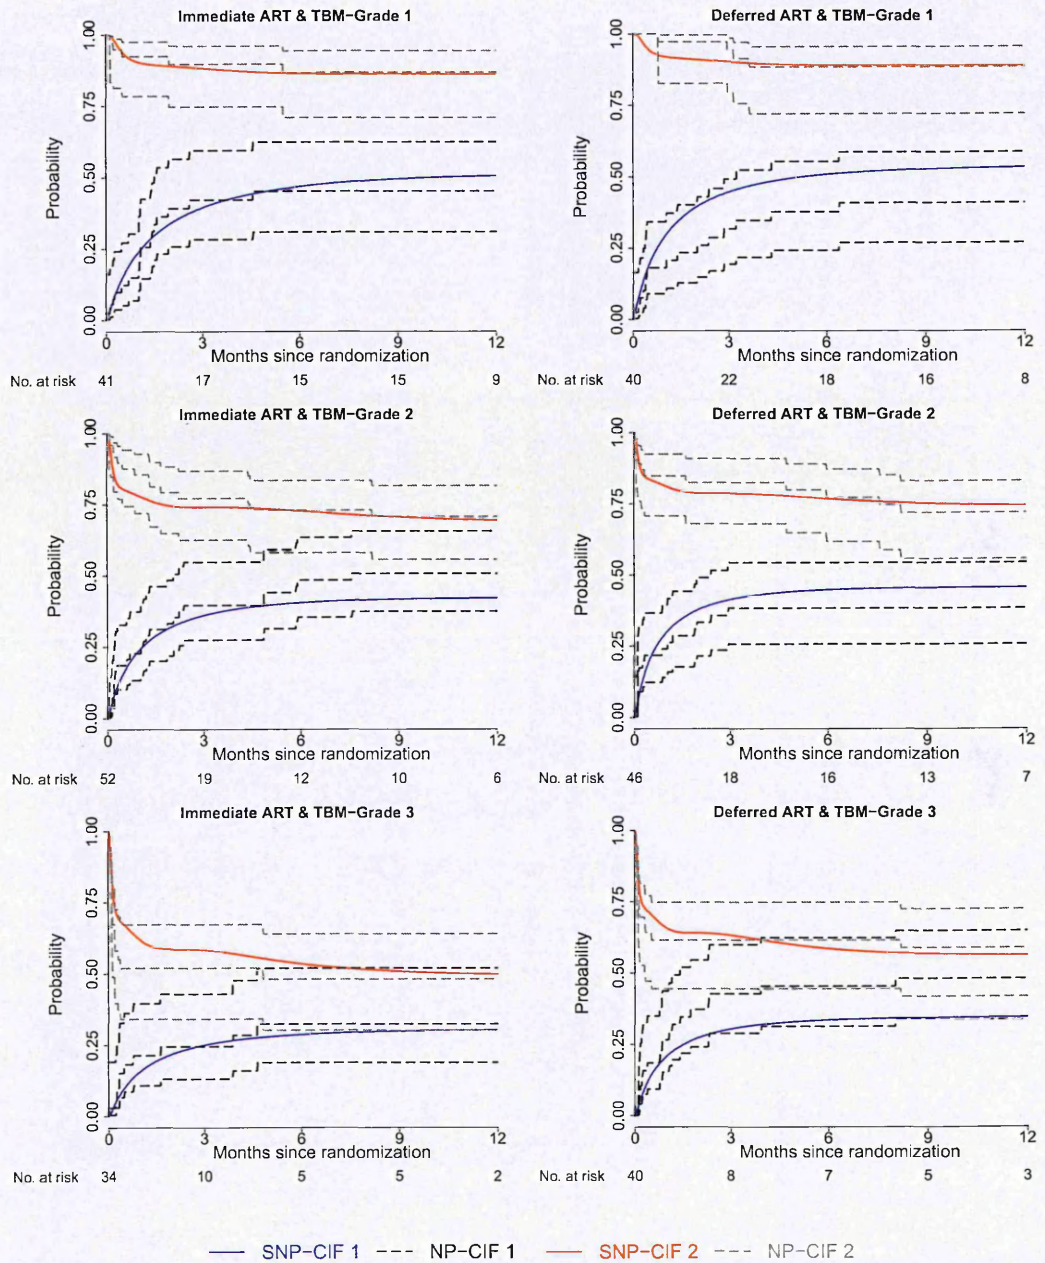 Immediate ART & TBM−Grade 1
Probability
1.00
0.75
0.50
0.25
0.00
0 3 6 9 12
Months since randomization
No. at risk 41 17 15 15 9
Deferred ART & TBM−Grade 1
Probability
1.00
0.75
0.50
0.25
0.00
0 3 6 9 12
Months since randomization
No. at risk 40 22 18 16 8
Immediate ART & TBM−Grade 2
Probability
1.00
0.75
0.50
0.25
0.00
0 3 6 9 12
Months since randomization
No. at risk 52 19 12 10 6
Deferred ART & TBM−Grade 2
Probability
1.00
0.75
0.50
0.25
0.00
0 3 6 9 12
Months since randomization
No. at risk 46 18 16 13 7
Immediate ART & TBM−Grade 3
Probability
1.00
0.75
0.50
0.25
0.00
0 3 6 9 12
Months since randomization
No. at risk 34 10 5 5 2
Deferred ART & TBM−Grade 3
Probability
1.00
0.75
0.50
0.25
0.00
0 3 6 9 12
Months since randomization
No. at risk 40 8 7 5 3
SNP−CIF 1 NP−CIF 1 SNP−CIF 2 NP−CIF 2